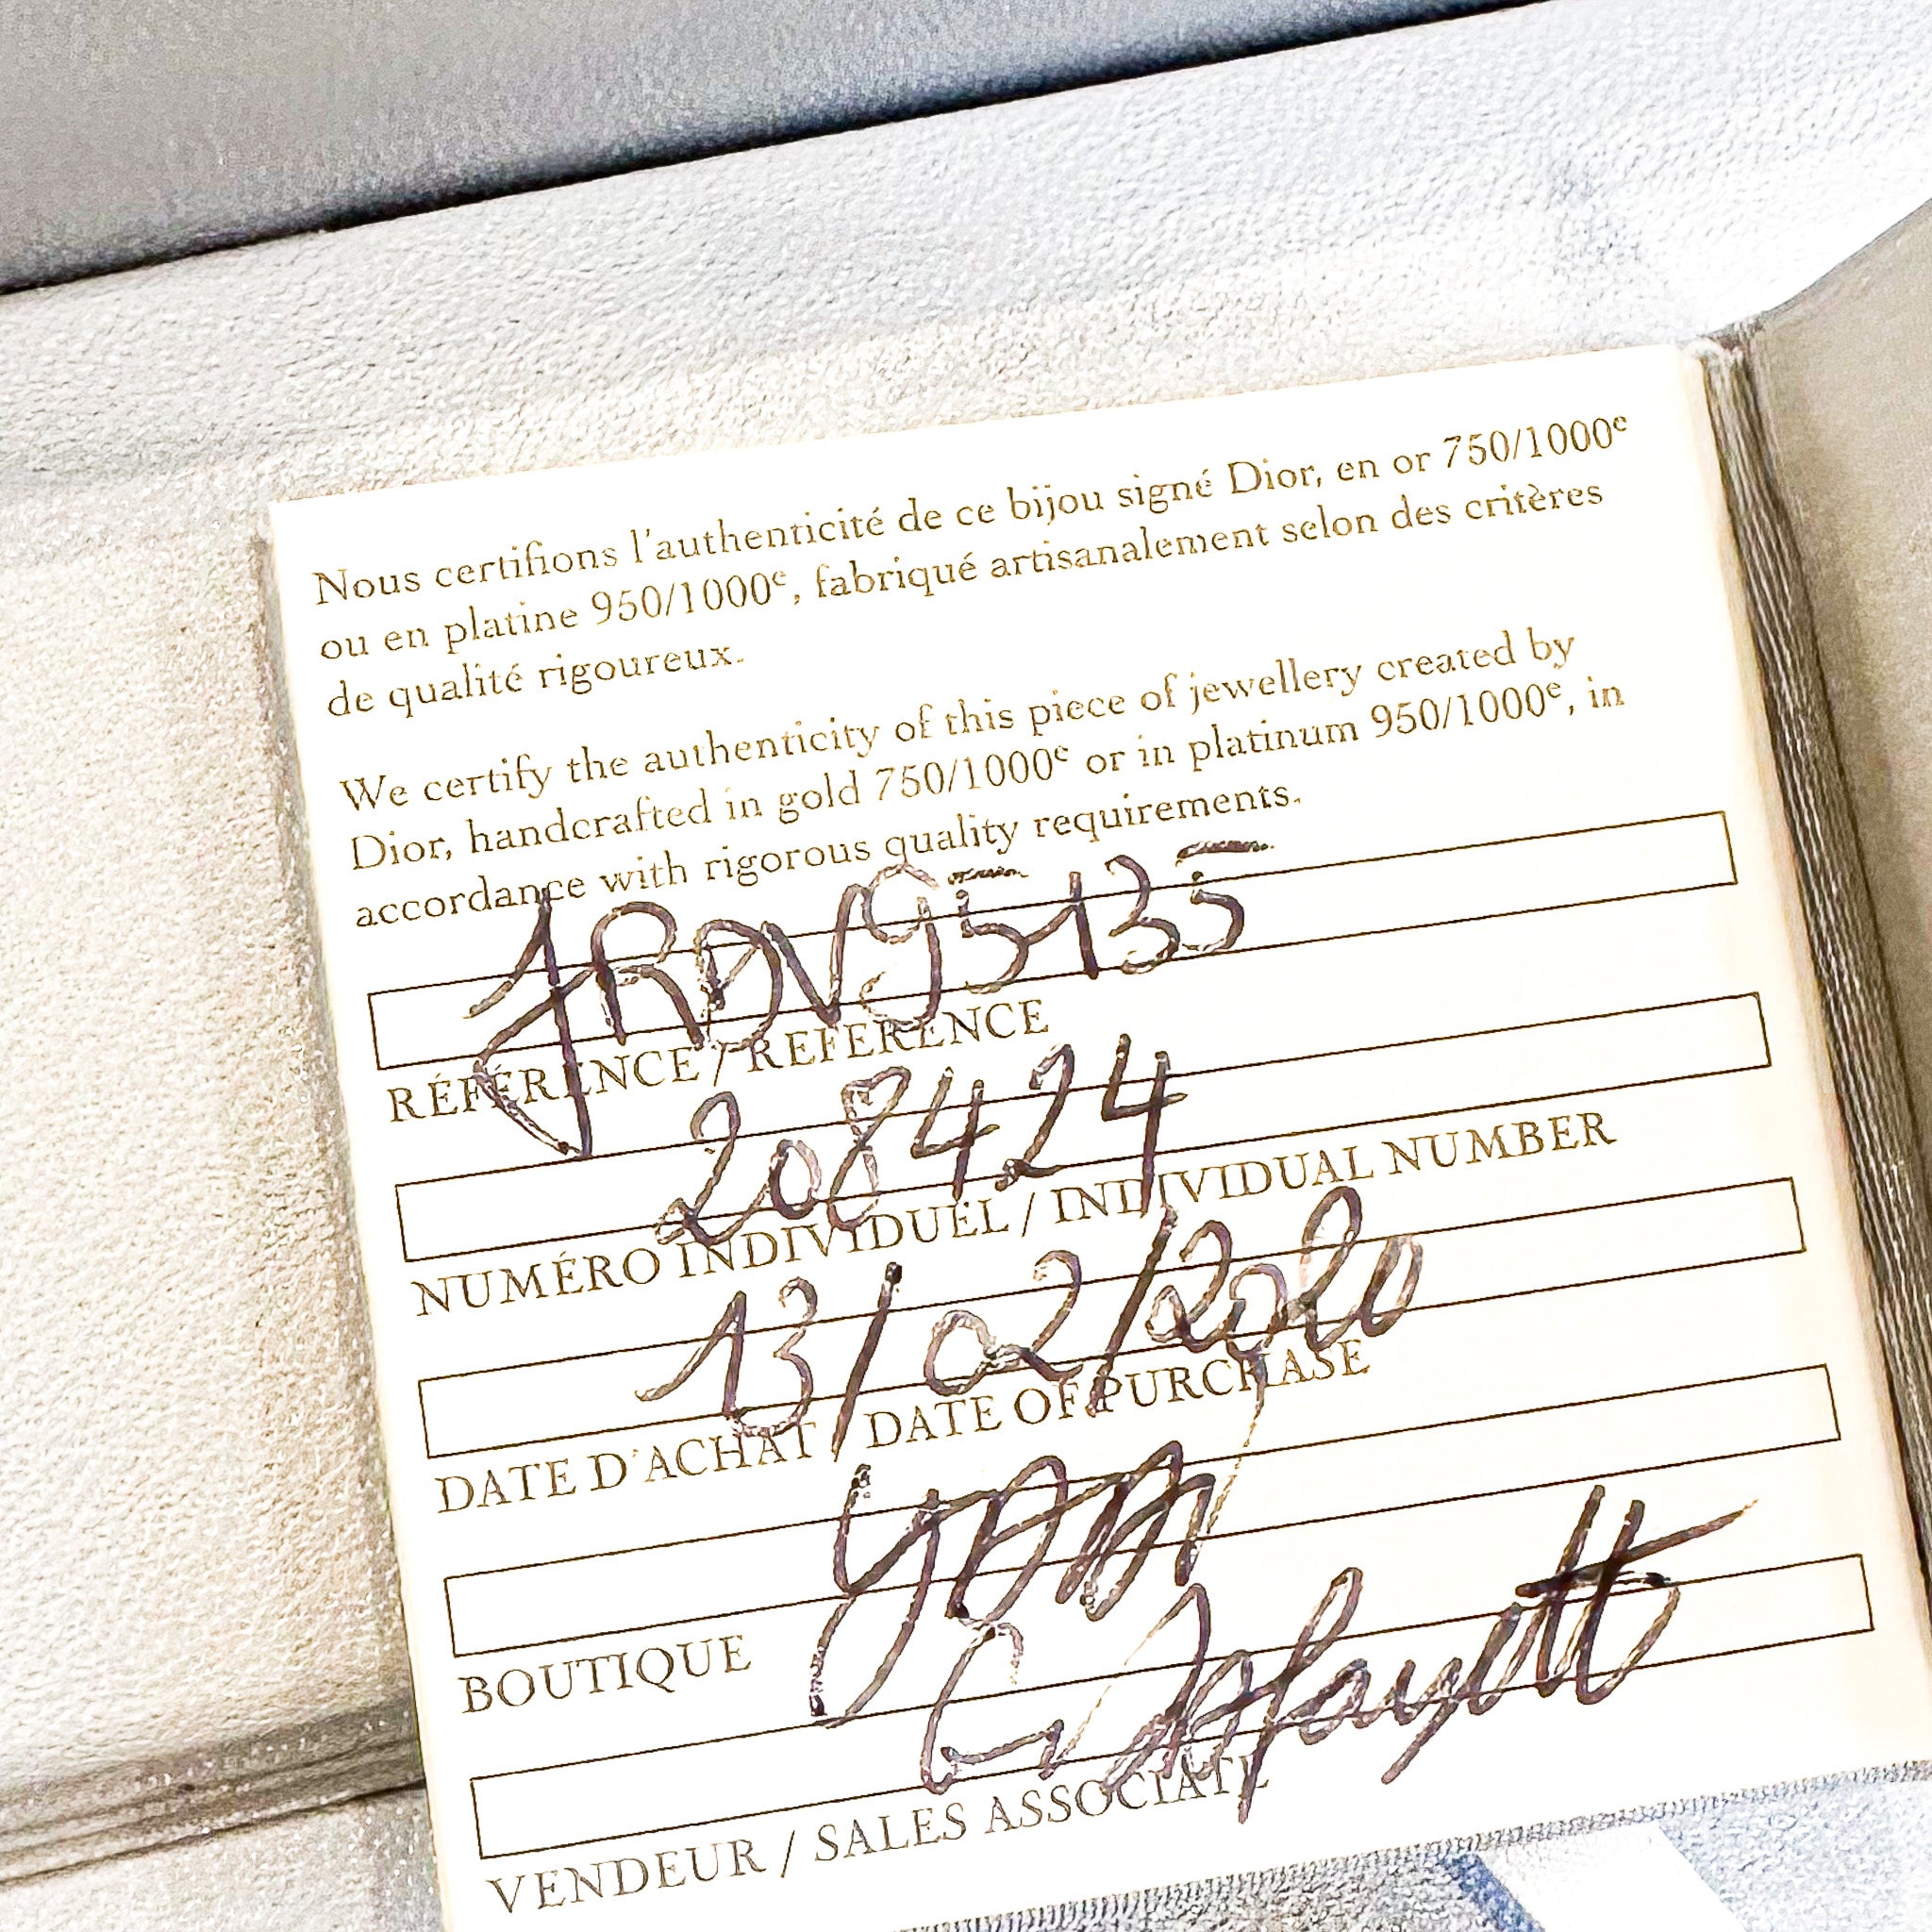 Nous certifions l'authenticité de ce bijou signé Dior, en or 750/1000e
ou en platine 950/1000e, fabriqué artisanalement selon des critères
de qualité rigoureux.
We certify the authenticity of this piece of jewellery created by
Dior, handcrafted in gold 750/1000e or in platinum 950/1000e, in
accordance with rigorous quality requirements.
JRDV95135
RÉFÉRENCE / REFERENCE
208424
NUMÉRO INDIVIDUEL / INDIVIDUAL NUMBER
13/02/2020
DATE D'ACHAT / DATE OF PURCHASE
BOUTIQUE
Lafayette
VENDEUR / SALES ASSOCIATE